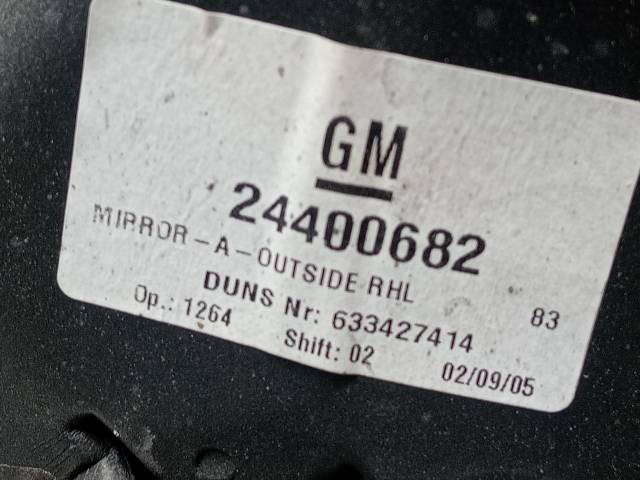 GM
24400682
MIRROR-A-OUTSIDE RHL
DUNS Nr: 633427414 83
Op.: 1264 Shift: 02 02/09/05